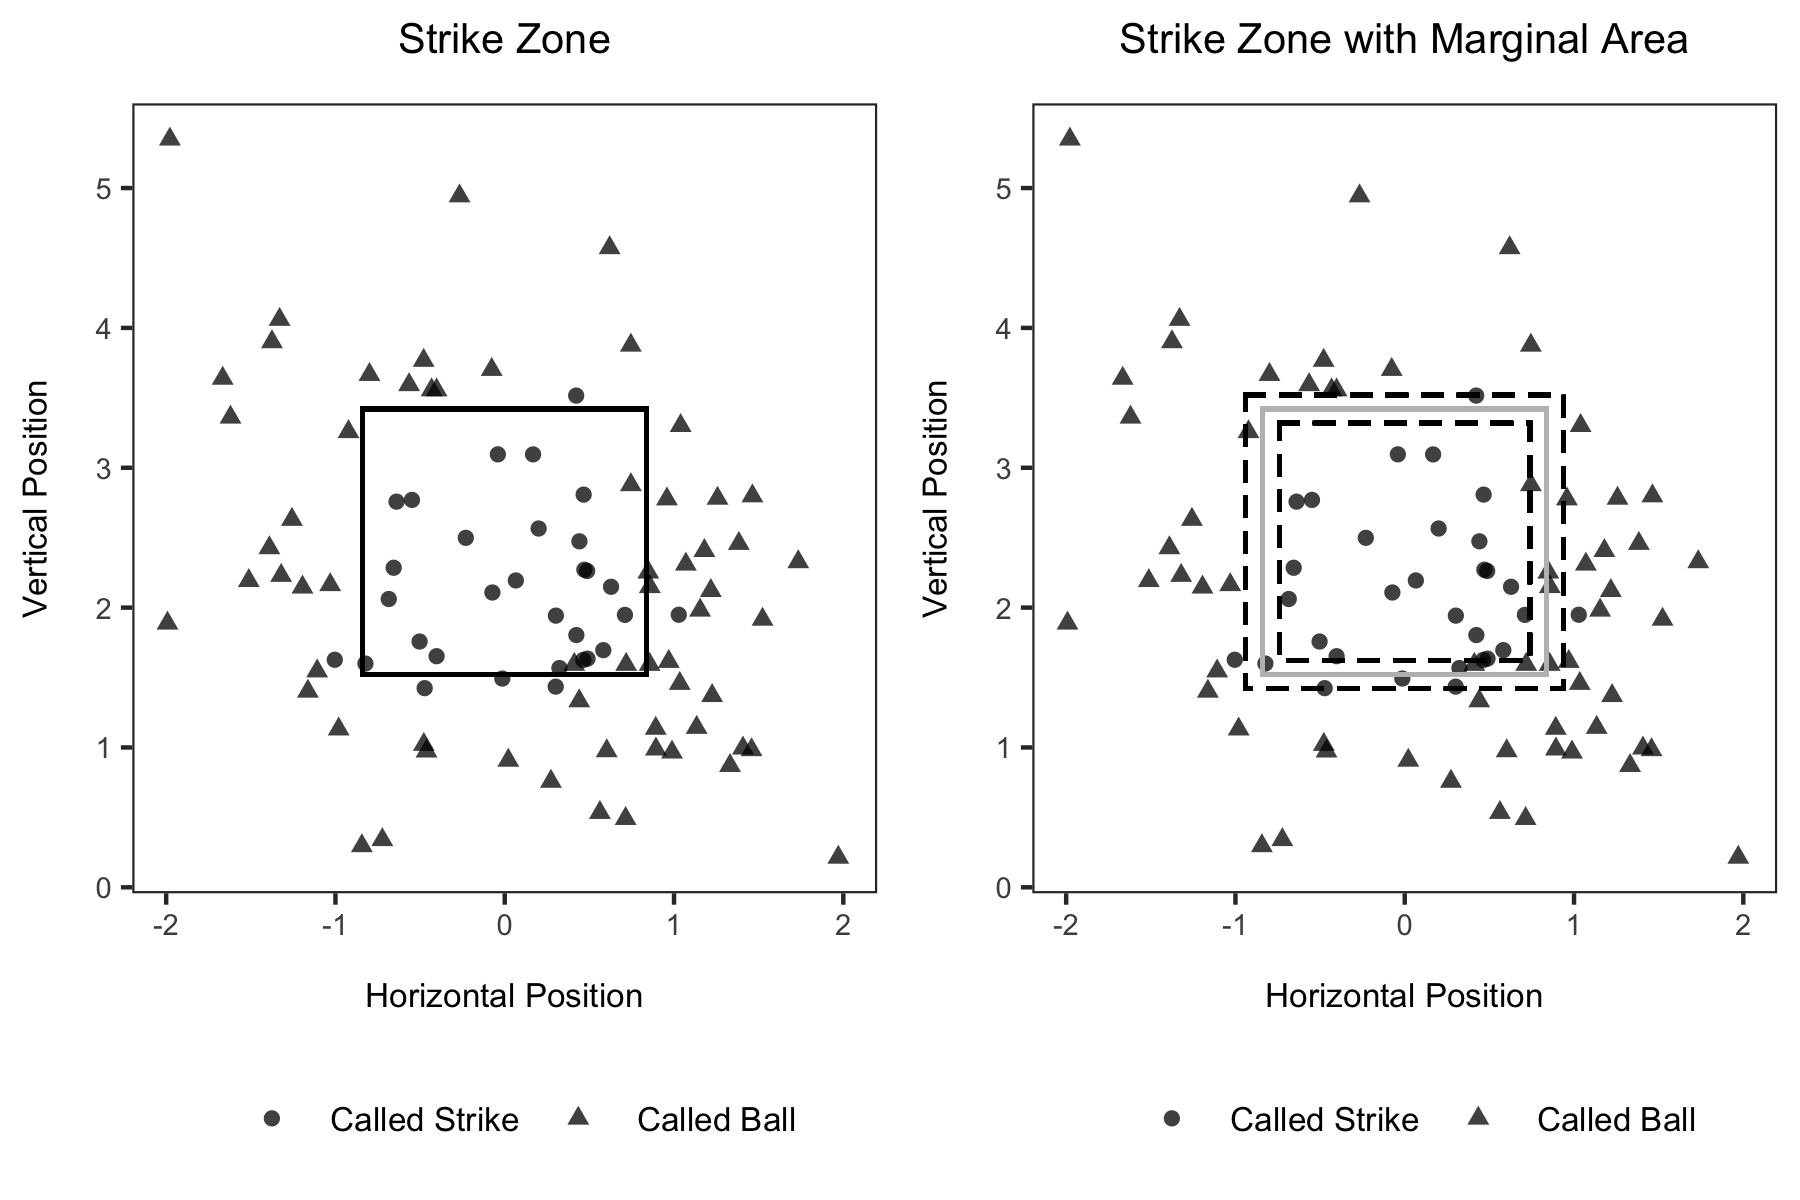 Strike Zone
5
4
3
2
1
0
-2 -1 0 1 2
Vertical Position
Horizontal Position
Called Strike Called Ball
Strike Zone with Marginal Area
5
4
3
2
1
0
-2 -1 0 1 2
Vertical Position
Horizontal Position
Called Strike Called Ball